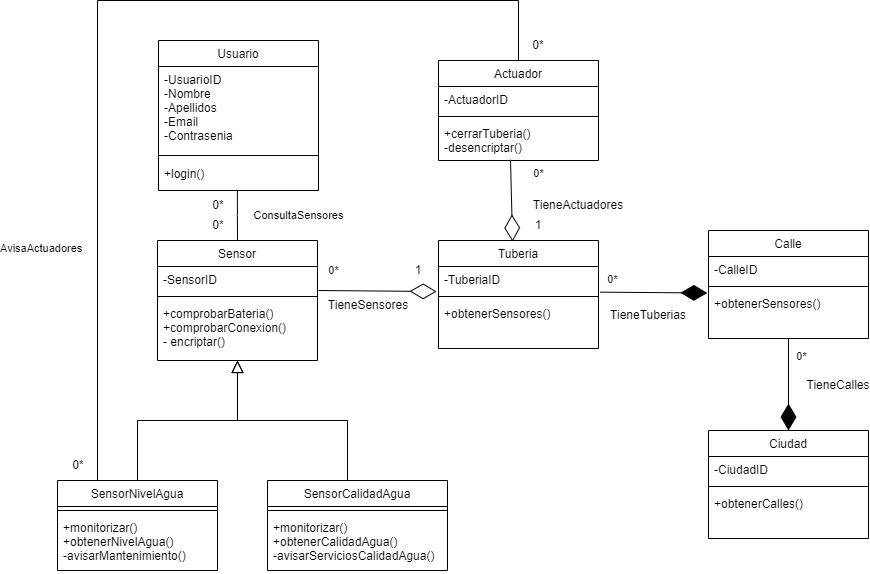 0*
Usuario
-UsuarioID
-Nombre
-Apellidos
-Email
-Contrasenia
+login()
Actuador
-ActuadorID
+cerrarTuberia()
-desencriptar()
0*
0*
ConsultaSensores
0*
TieneActuadores
1
AvisaActuadores
Sensor
-SensorID
+comprobarBateria()
+comprobarConexion()
- encriptar()
0*
1
TieneSensores
Tuberia
-TuberiaID
+obtenerSensores()
0*
TieneTuberias
Calle
-CalleID
+obtenerSensores()
0*
TieneCalles
Ciudad
-CiudadID
+obtenerCalles()
0*
SensorNivelAgua
+monitorizar()
+obtenerNivelAgua()
-avisarMantenimiento()
SensorCalidadAgua
+monitorizar()
+obtenerCalidadAgua()
-avisarServiciosCalidadAgua()